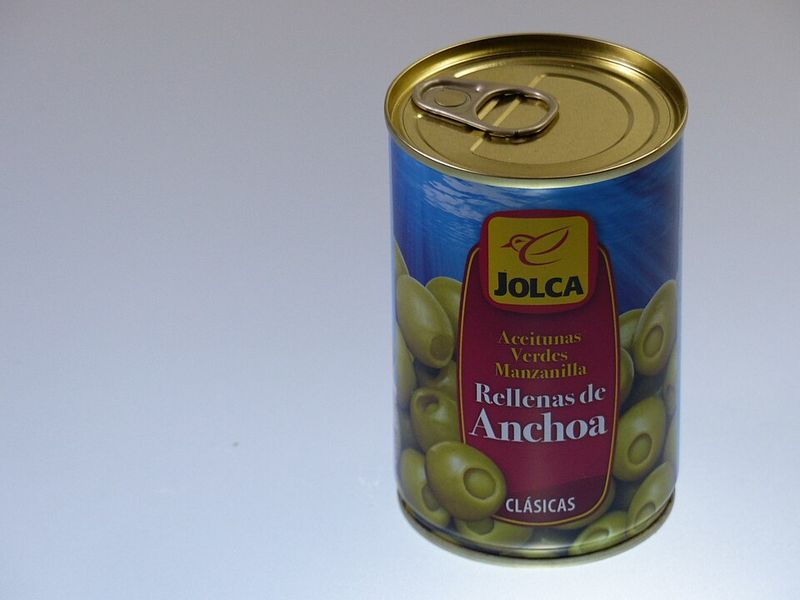 JOLCA
Aceitunas
Verdes
Manzanilla
Rellenas de
Anchoa
CLÁSICAS